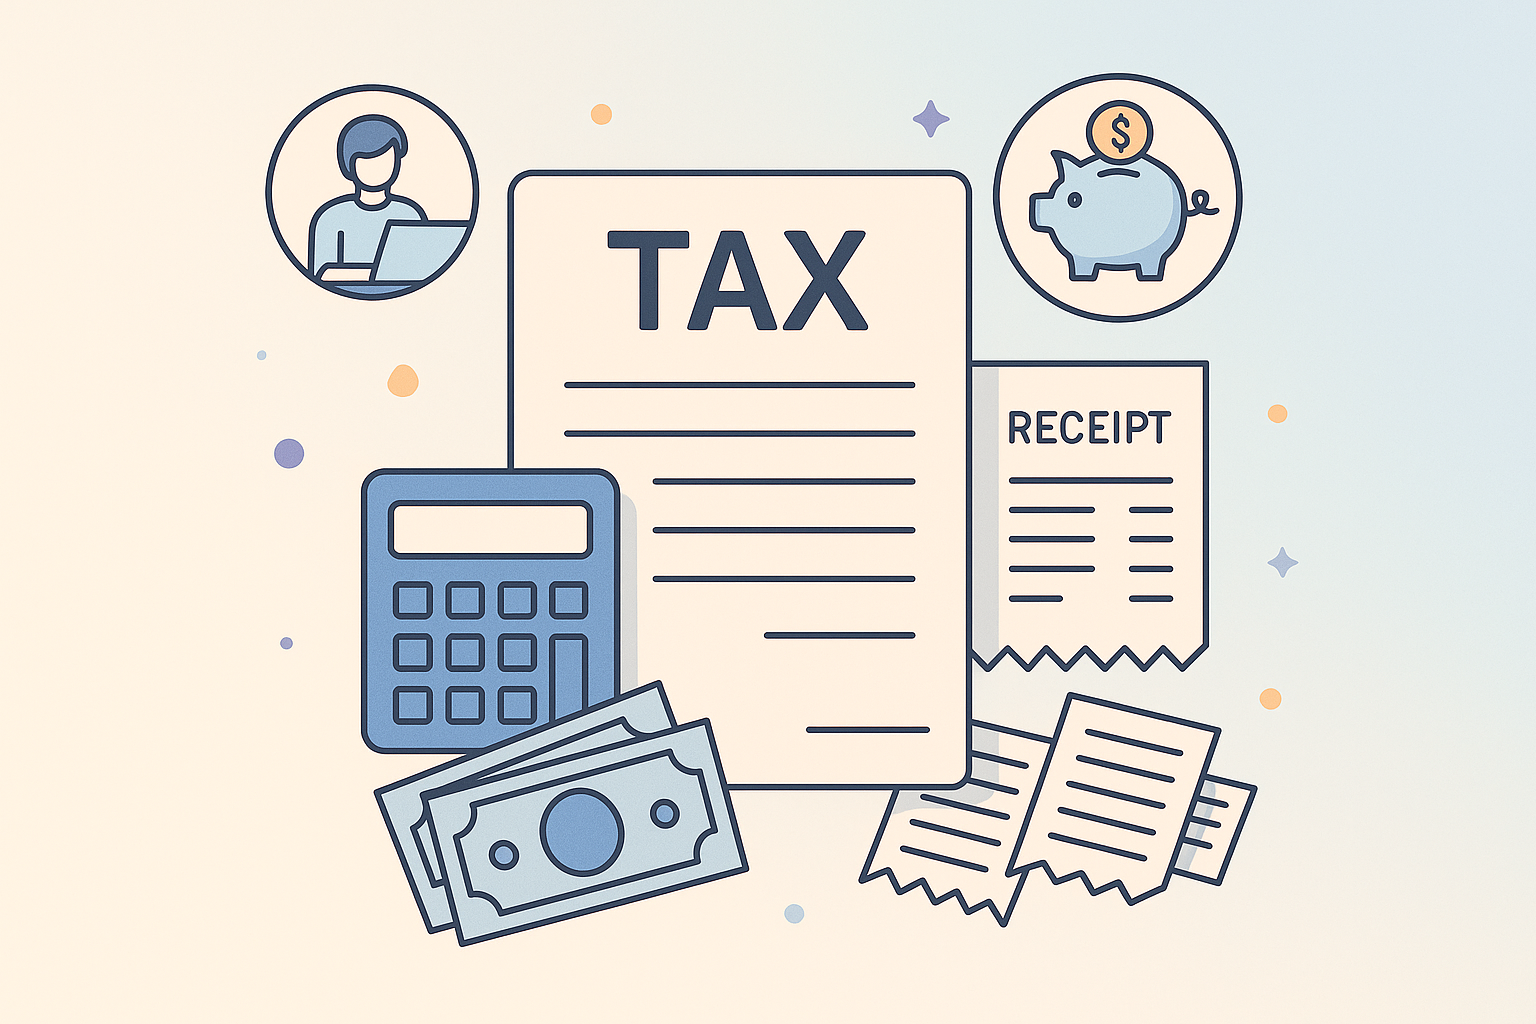 TAX
$
RECEIPT